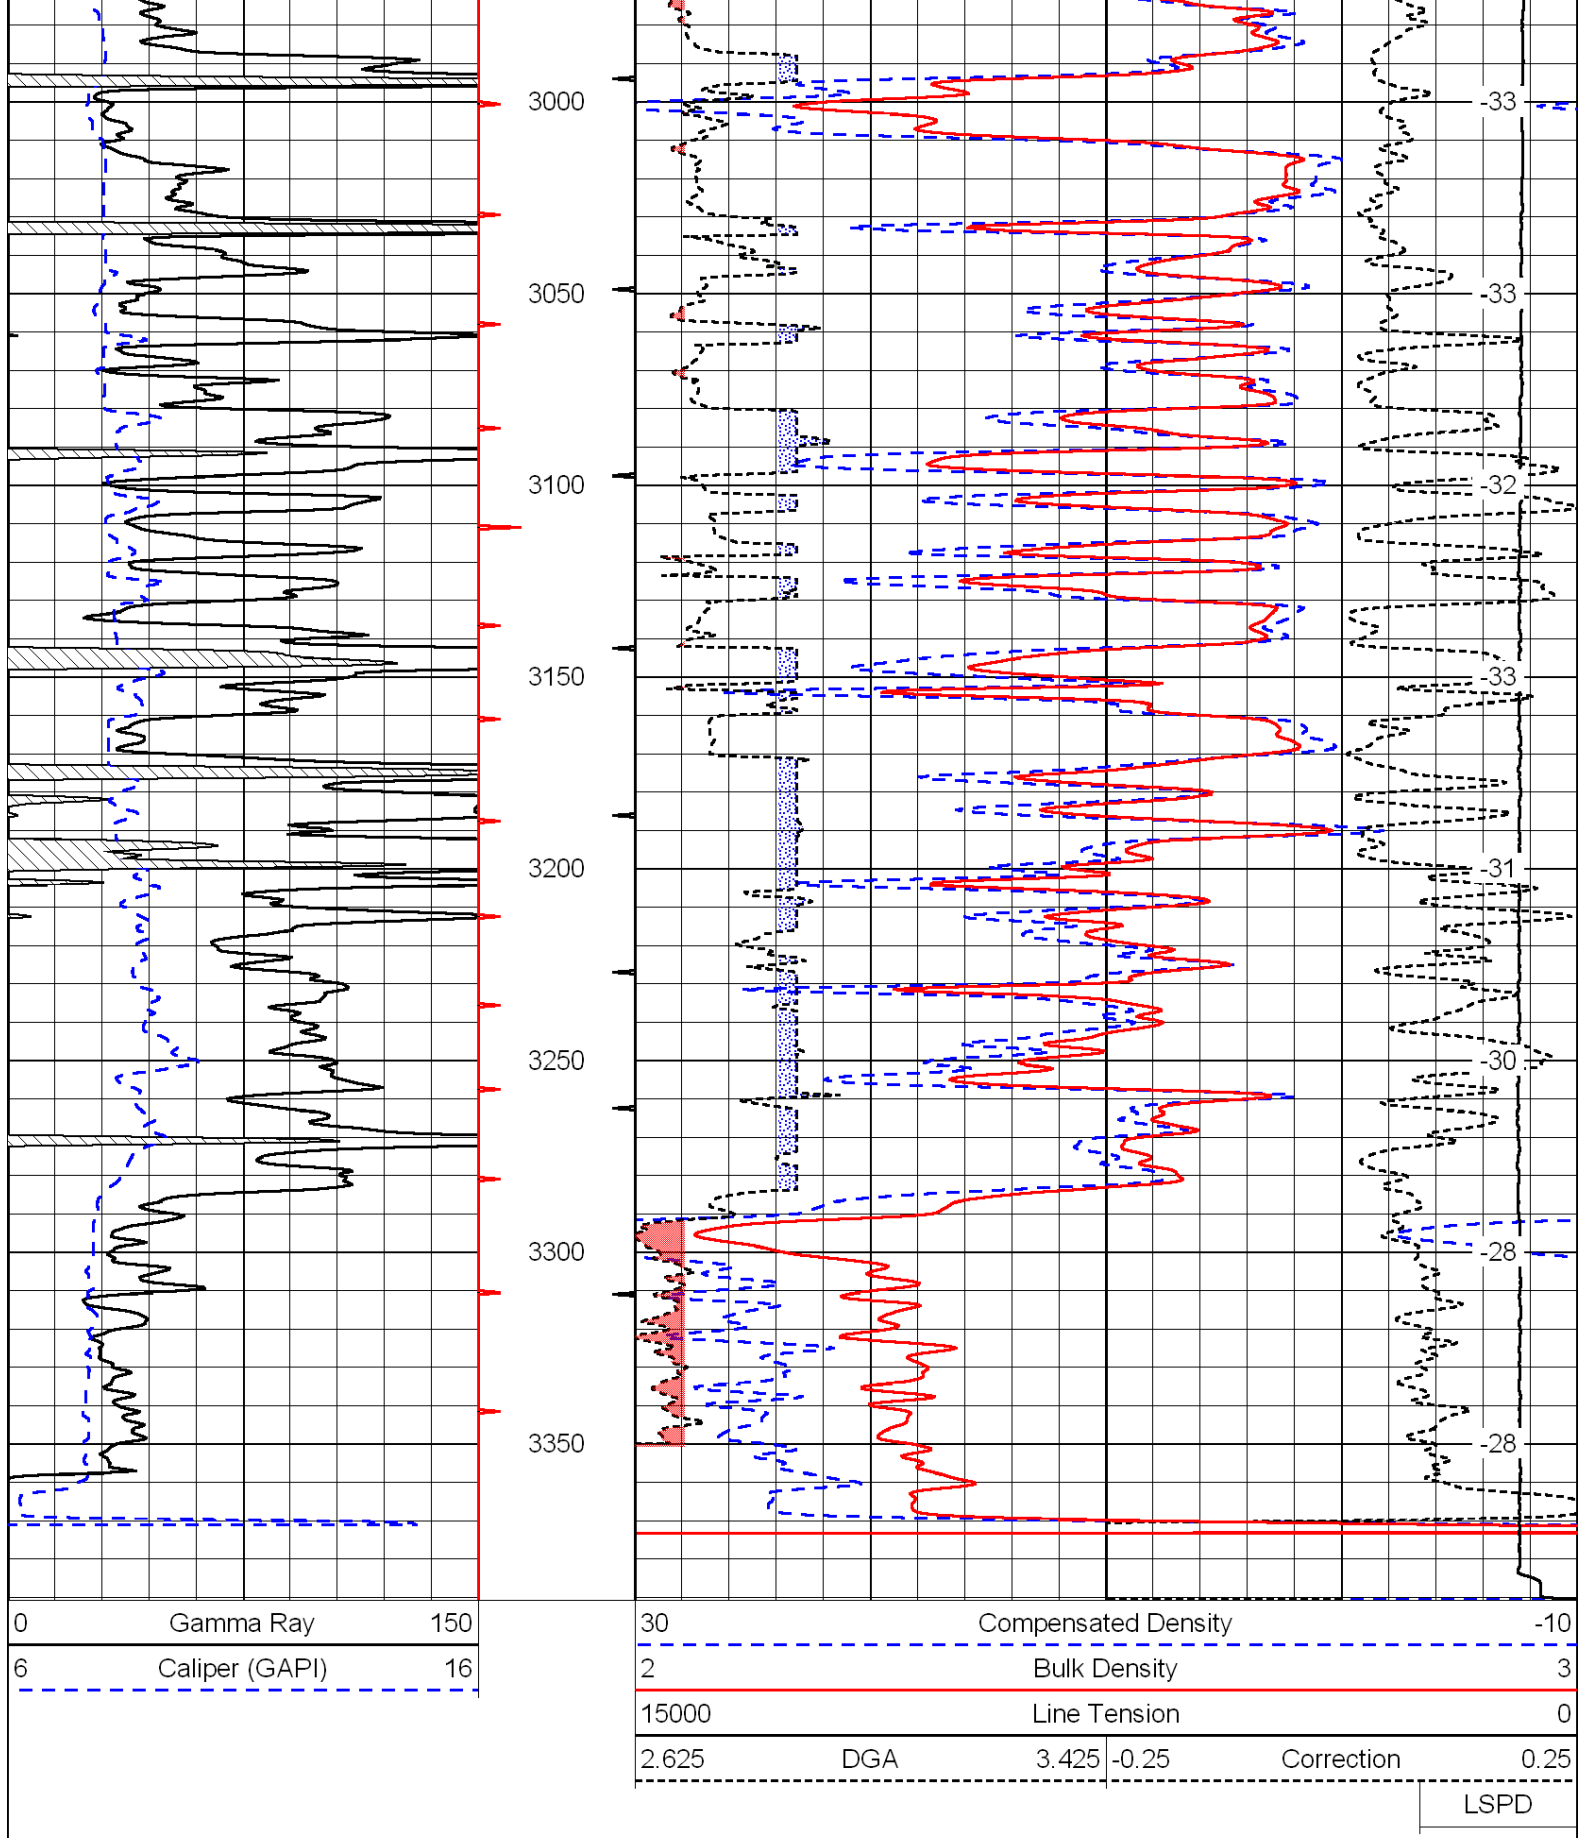 3000 -33
3050 -33
3100 -32
3150 -33
3200 -31
3250 -30
3300 -28
3350 -28
0 Gamma Ray 150 30 Compensated Density -10
6 Caliper (GAPI) 16 2 Bulk Density 3
15000 Line Tension 0
2.625 DGA 3.425 -0.25 Correction 0.25
LSPD